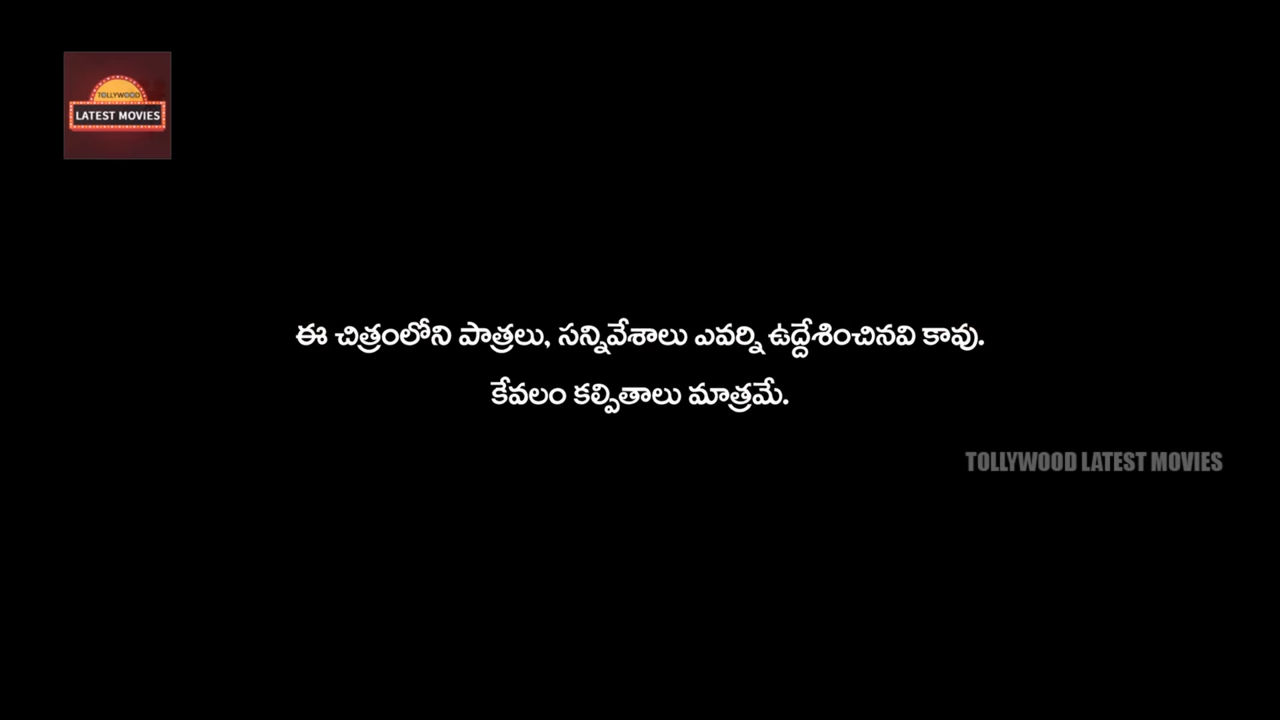 TOLLYWOOD
LATEST MOVIES
ఈ చిత్రంలోని పాత్రలు, సన్నివేశాలు ఎవర్ని ఉద్దేశించినవి కావు.
కేవలం కల్పితాలు మాత్రమే.
TOLLYWOOD LATEST MOVIES